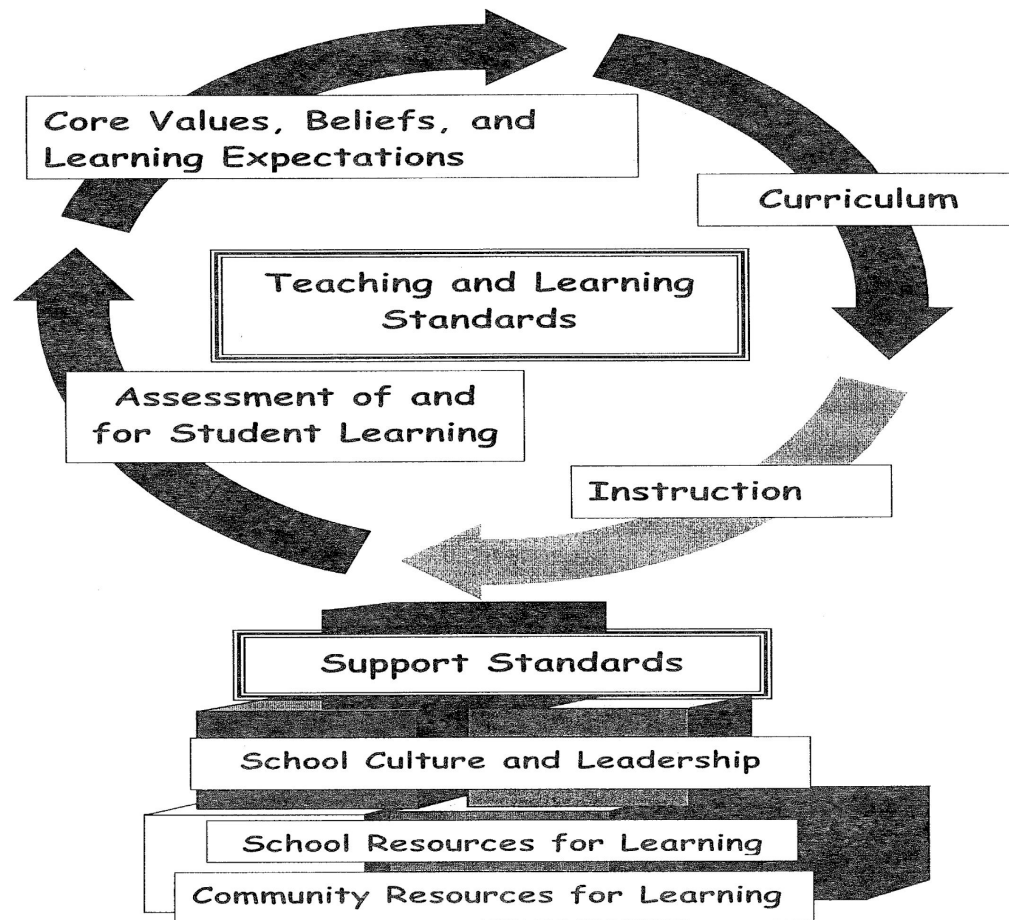 Core Values, Beliefs, and
Learning Expectations
Curriculum
Teaching and Learning
Standards
Assessment of and
for Student Learning
Instruction
Support Standards
School Culture and Leadership
School Resources for Learning
Community Resources for Learning